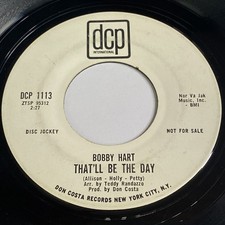 dcp
INTERNATIONAL
DCP 1113
ZTSP 95312
2:27
Nor Va Jak
Music, Inc.
- BMI
DISC JOCKEY
NOT FOR SALE
BOBBY HART
THAT'LL BE THE DAY
(Allison - Holly - Petty)
Arr. by Teddy Randazzo
Prod. by Don Costa
DON COSTA RECORDS NEW YORK CITY, N.Y.